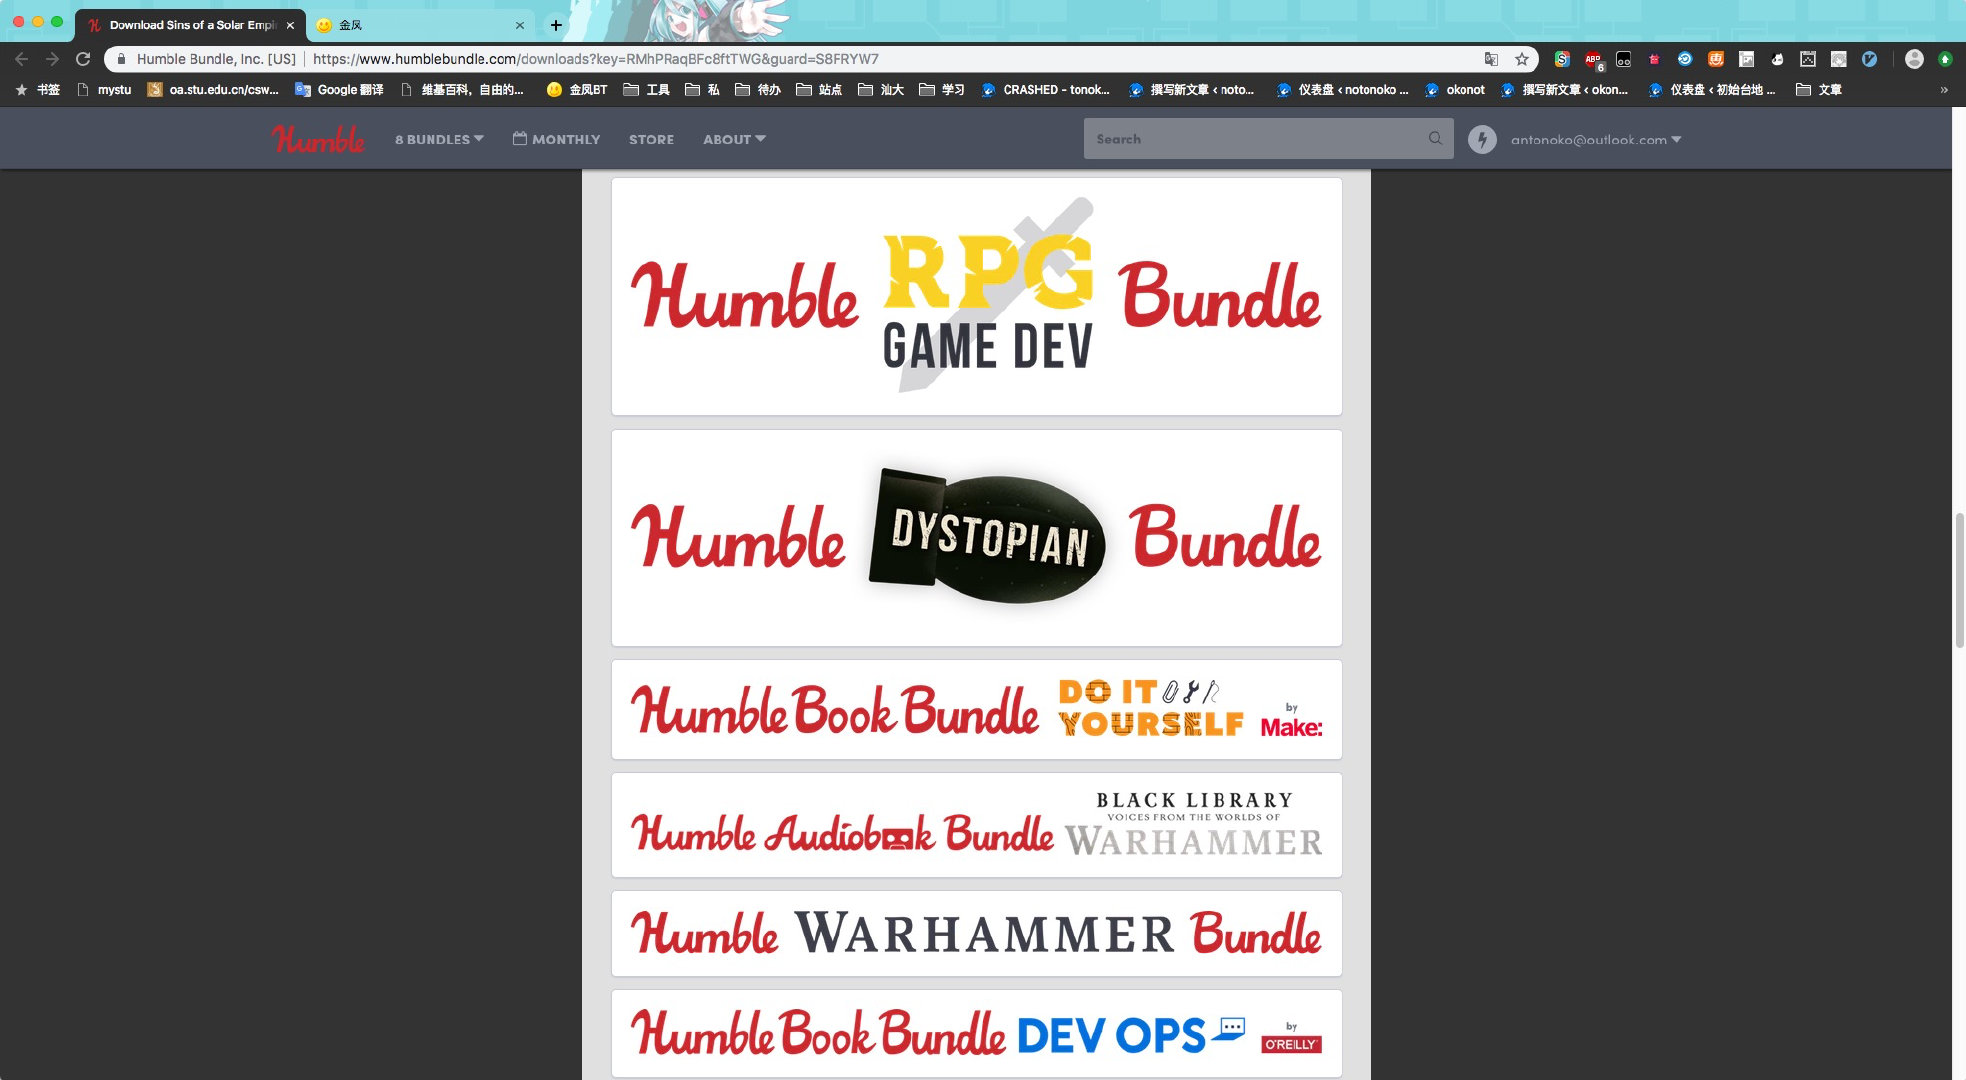 Download Sins of a Solar Empi
金凤
Humble Bundle, Inc. [US]
https://www.humblebundle.com/downloads?key=RMhPRaqBFc8ftTWG&guard=S8FRYW7
ABP
6
书签
mystu
oa.stu.edu.cn/csw...
Google 翻译
维基百科，自由的...
金凤BT
工具
私
待办
站点
汕大
学习
CRASHED - tonok...
撰写新文章 ‹ noto...
仪表盘 ‹ notonoko ...
okonot
撰写新文章 ‹ okon...
仪表盘 ‹ 初始台地 ...
文章
»
Humble
8 BUNDLES
MONTHLY
STORE
ABOUT
Search
antonoko@outlook.com
Humble RPG GAME DEV Bundle
Humble DYSTOPIAN Bundle
Humble Book Bundle DO IT YOURSELF by Make:
Humble Audiobook Bundle BLACK LIBRARY VOICES FROM THE WORLDS OF WARHAMMER
Humble WARHAMMER Bundle
Humble Book Bundle DEV OPS by O'REILLY